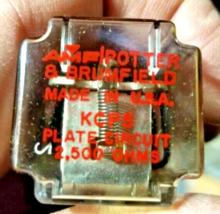 AMF/POTTER
& BRUMFIELD
MADE IN U.S.A.
KCP5
PLATE CIRCUIT
2,500 OHMS